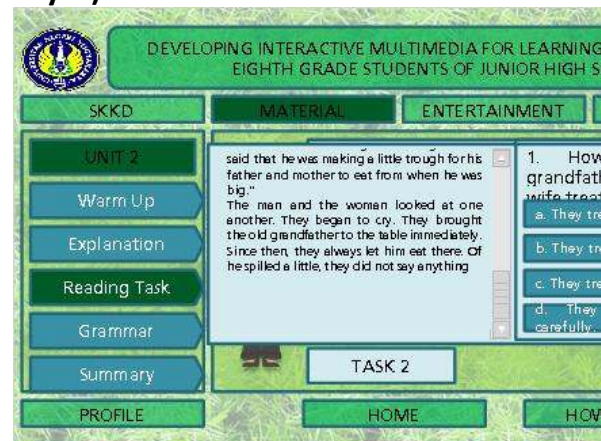 DEVELOPING INTERACTIVE MULTIMEDIA FOR LEARNING
EIGHTH GRADE STUDENTS OF JUNIOR HIGH S
SKKD
MATERIAL
ENTERTAINMENT
UNIT 2
Warm Up
Explanation
Reading Task
Grammar
Summary
said that he was making a little trough for his
father and mother to eat from when he was
big."
The man and the woman looked at one
another. They began to cry. They brought
the old grandfather to the table immediately.
Since then, they always let him eat there. Of
he spilled a little, they did not say anything
1. How
grandfath
wife treat
a. They tre
b. They tre
c. They tre
d. They
carefully.
TASK 2
PROFILE
HOME
HOW